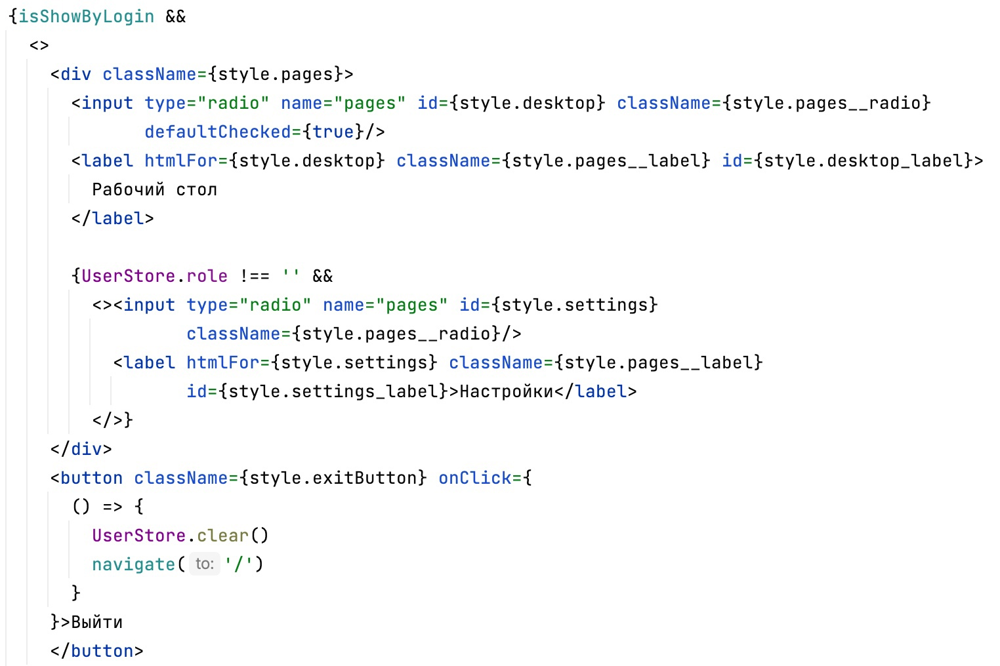 {isShowByLogin &&
<>
<div className={style.pages}>
<input type="radio" name="pages" id={style.desktop} className={style.pages__radio}
defaultChecked={true}/>
<label htmlFor={style.desktop} className={style.pages__label} id={style.desktop_label}>
Рабочий стол
</label>
{UserStore.role !== '' &&
<><input type="radio" name="pages" id={style.settings}
className={style.pages__radio}/>
<label htmlFor={style.settings} className={style.pages__label}
id={style.settings_label}>Настройки</label>
</>}
</div>
<button className={style.exitButton} onClick={
() => {
UserStore.clear()
navigate( to: '/')
}
}>Выйти
</button>